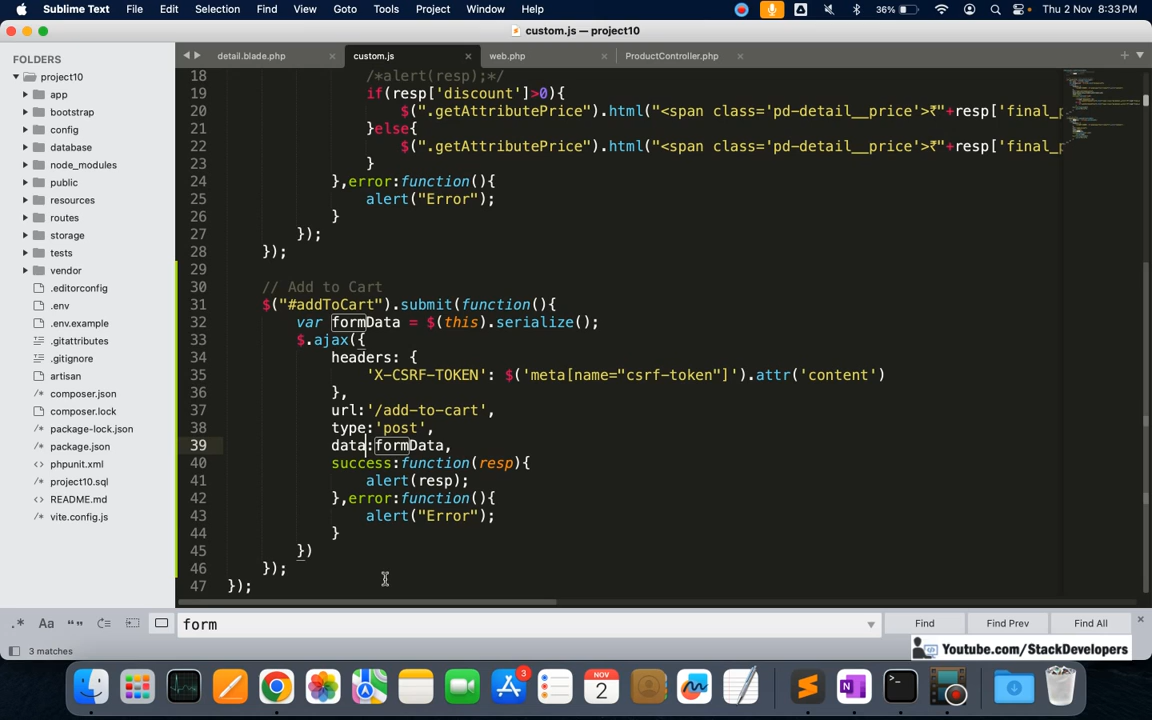 Sublime Text File Edit Selection Find View Goto Tools Project Window Help 36% Thu 2 Nov 8:33PM
custom.js — project10
FOLDERS
project10
app
bootstrap
config
database
node_modules
public
resources
routes
storage
tests
vendor
.editorconfig
.env
.env.example
.gitattributes
.gitignore
artisan
composer.json
composer.lock
package-lock.json
package.json
phpunit.xml
project10.sql
README.md
vite.config.js
detail.blade.php custom.js web.php ProductController.php
18 /*alert(resp);*/
19 if(resp['discount']>0){
20 $(".getAttributePrice").html("<span class='pd-detail__price'>₹"+resp['final_p
21 }else{
22 $(".getAttributePrice").html("<span class='pd-detail__price'>₹"+resp['final_p
23 }
24 },error:function(){
25 alert("Error");
26 }
27 });
28 });
29
30 // Add to Cart
31 $("#addToCart").submit(function(){
32 var formData = $(this).serialize();
33 $.ajax({
34 headers: {
35 'X-CSRF-TOKEN': $('meta[name="csrf-token"]').attr('content')
36 },
37 url:'/add-to-cart',
38 type:'post',
39 data:formData,
40 success:function(resp){
41 alert(resp);
42 },error:function(){
43 alert("Error");
44 }
45 })
46 });
47 });
.* Aa “” form Find Find Prev Find All
3 matches
Youtube.com/StackDevelopers
3
NOV
2